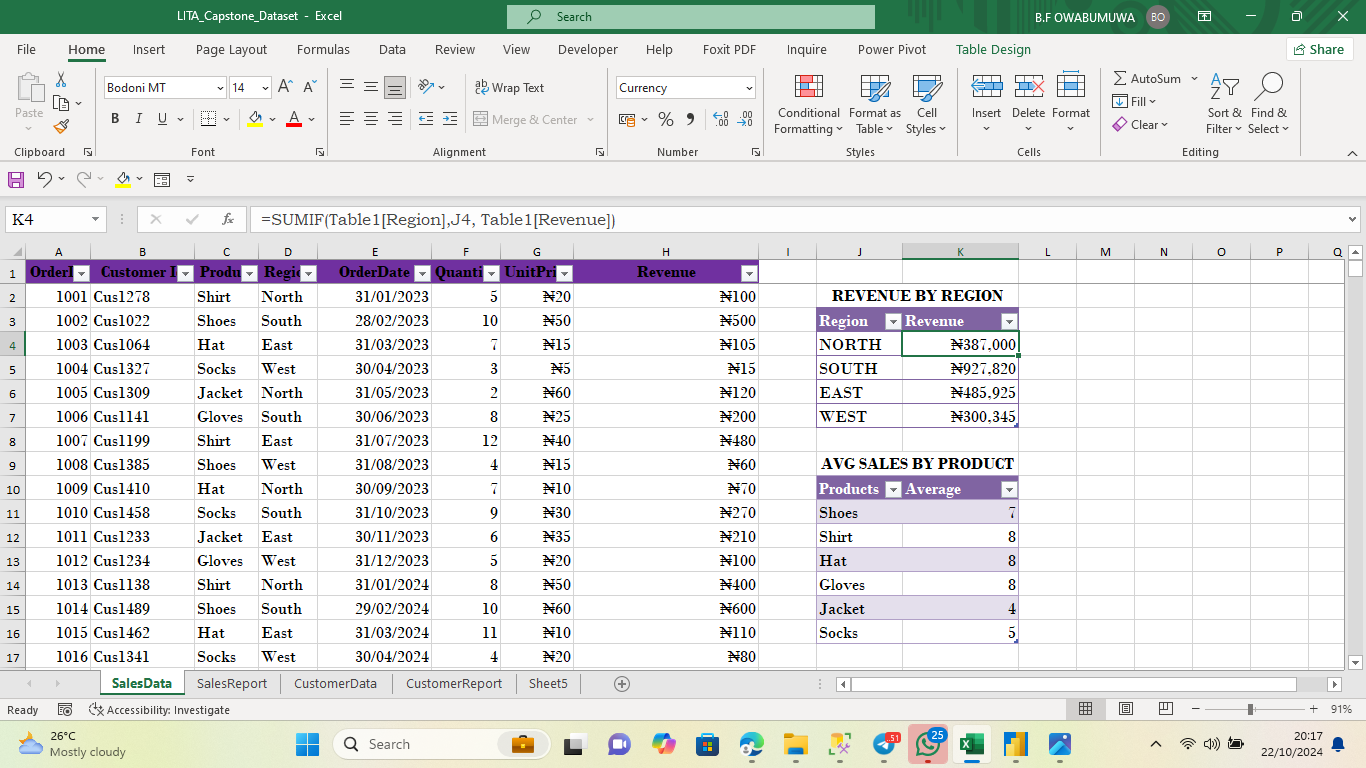 LITA_Capstone_Dataset - Excel
Search
B.F OWABUMUWA BO
File Home Insert Page Layout Formulas Data Review View Developer Help Foxit PDF Inquire Power Pivot Table Design Share
Paste
Clipboard
Bodoni MT 14 A A
B I U A
Font
ab Wrap Text
Merge & Center
Alignment
Currency
% 9
Number
Conditional Formatting
Format as Table
Cell Styles
Styles
Insert Delete Format
Cells
AutoSum
Fill
Clear
Sort & Filter
Find & Select
Editing
K4 fx =SUMIF(Table1[Region],J4, Table1[Revenue])
A B C D E F G H I J K L M N O P Q
1 OrderI Customer I Produ Regio OrderDate Quanti UnitPri Revenue
2 1001 Cus1278 Shirt North 31/01/2023 5 ₦20 ₦100 REVENUE BY REGION
3 1002 Cus1022 Shoes South 28/02/2023 10 ₦50 ₦500 Region Revenue
4 1003 Cus1064 Hat East 31/03/2023 7 ₦15 ₦105 NORTH ₦387,000
5 1004 Cus1327 Socks West 30/04/2023 3 ₦5 ₦15 SOUTH ₦927,820
6 1005 Cus1309 Jacket North 31/05/2023 2 ₦60 ₦120 EAST ₦485,925
7 1006 Cus1141 Gloves South 30/06/2023 8 ₦25 ₦200 WEST ₦300,345
8 1007 Cus1199 Shirt East 31/07/2023 12 ₦40 ₦480
9 1008 Cus1385 Shoes West 31/08/2023 4 ₦15 ₦60 AVG SALES BY PRODUCT
10 1009 Cus1410 Hat North 30/09/2023 7 ₦10 ₦70 Products Average
11 1010 Cus1458 Socks South 31/10/2023 9 ₦30 ₦270 Shoes 7
12 1011 Cus1233 Jacket East 30/11/2023 6 ₦35 ₦210 Shirt 8
13 1012 Cus1234 Gloves West 31/12/2023 5 ₦20 ₦100 Hat 8
14 1013 Cus1138 Shirt North 31/01/2024 8 ₦50 ₦400 Gloves 8
15 1014 Cus1489 Shoes South 29/02/2024 10 ₦60 ₦600 Jacket 4
16 1015 Cus1462 Hat East 31/03/2024 11 ₦10 ₦110 Socks 5
17 1016 Cus1341 Socks West 30/04/2024 4 ₦20 ₦80
SalesData SalesReport CustomerData CustomerReport Sheet5
Ready Accessibility: Investigate 91%
26°C
Mostly cloudy
Search
51
25
20:17
22/10/2024